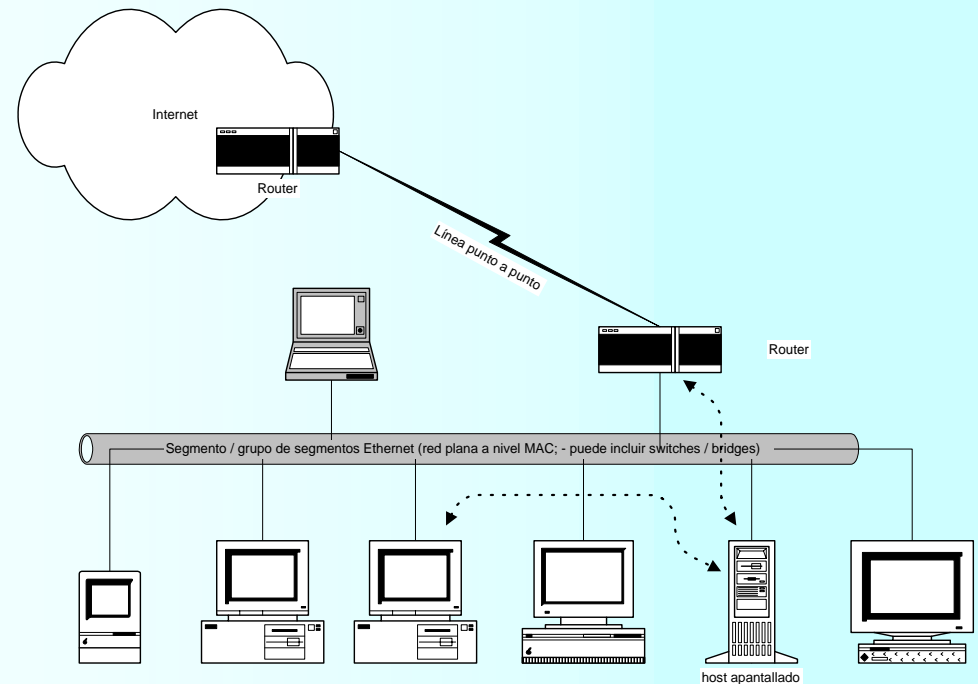 Internet
Router
Línea punto a punto
Router
Segmento / grupo de segmentos Ethernet (red plana a nivel MAC; - puede incluir switches / bridges)
host apantallado